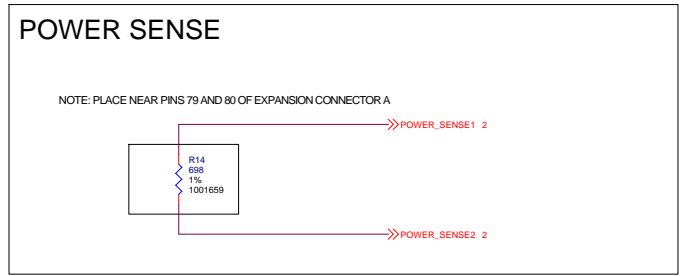 POWER SENSE
NOTE: PLACE NEAR PINS 79 AND 80 OF EXPANSION CONNECTOR A
POWER_SENSE1 2
R14
698
1%
1001659
POWER_SENSE2 2